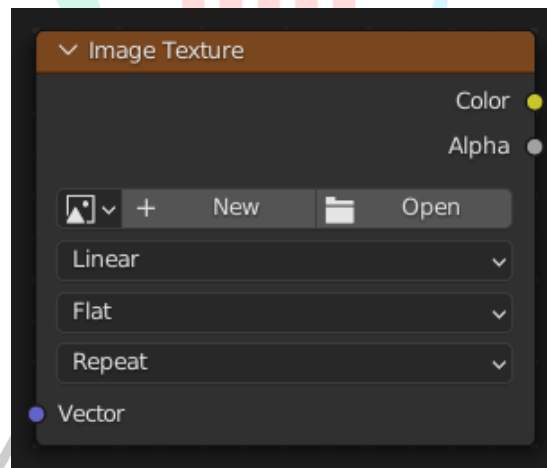 Image Texture
Color
Alpha
New Open
Linear
Flat
Repeat
Vector